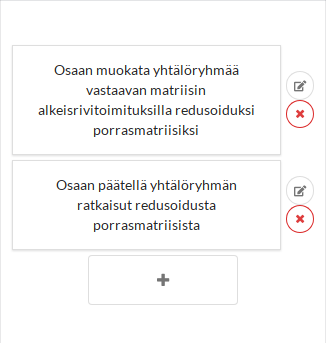 Osaan muokata yhtälöryhmää
vastaavan matriisin
alkeisrivitoimituksilla redusoiduksi
porrasmatriisiksi
Osaan päätellä yhtälöryhmän
ratkaisut redusoidusta
porrasmatriisista